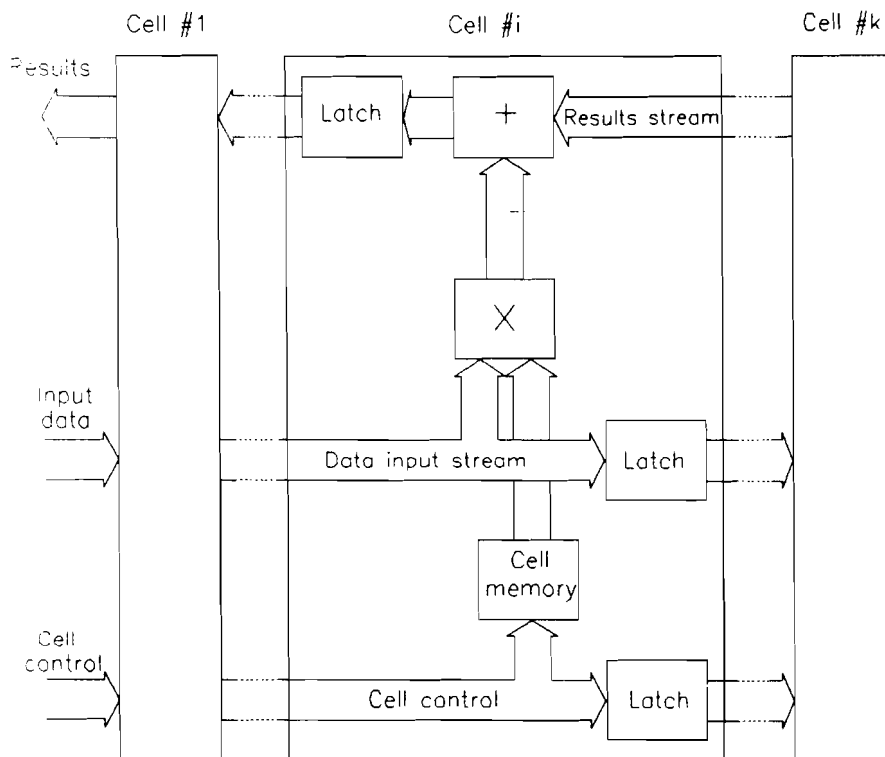 Cell #1
Cell #i
Cell #k
Results
Latch
+
Results stream
X
Input
data
Data input stream
Latch
Cell
memory
Cell
control
Cell control
Latch